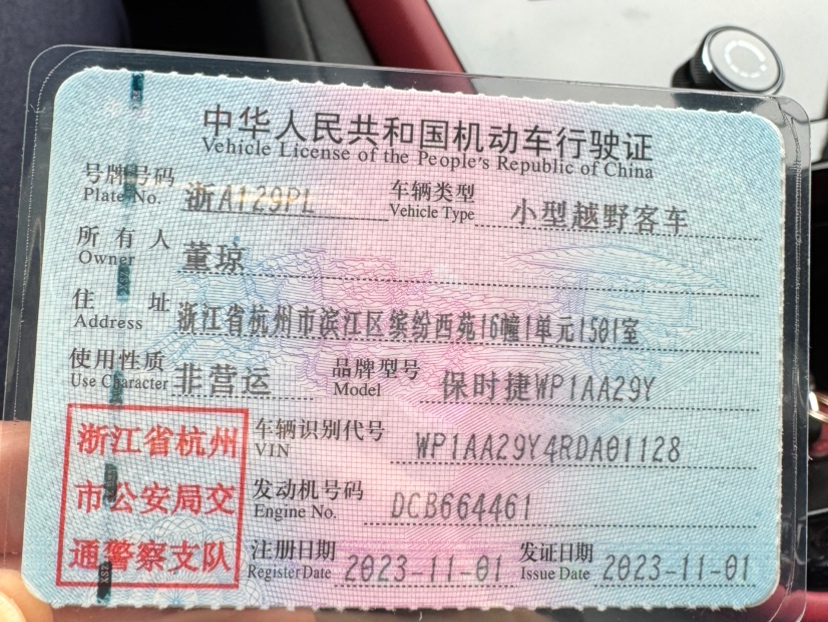 中华人民共和国机动车行驶证
Vehicle License of the People's Republic of China
号牌号码 浙A129PL 车辆类型 小型越野客车
Plate No. Vehicle Type
所有人 董琼
Owner
住址 浙江省杭州市滨江区缤纷西苑16幢1单元1501室
Address
使用性质 非营运 品牌型号 保时捷WP1AA29Y
Use Character Model
浙江省杭州
市公安局交
通警察支队
车辆识别代号 WP1AA29Y4RDA01128
VIN
发动机号码 DCB664461
Engine No.
注册日期 2023-11-01 发证日期 2023-11-01
Register Date Issue Date